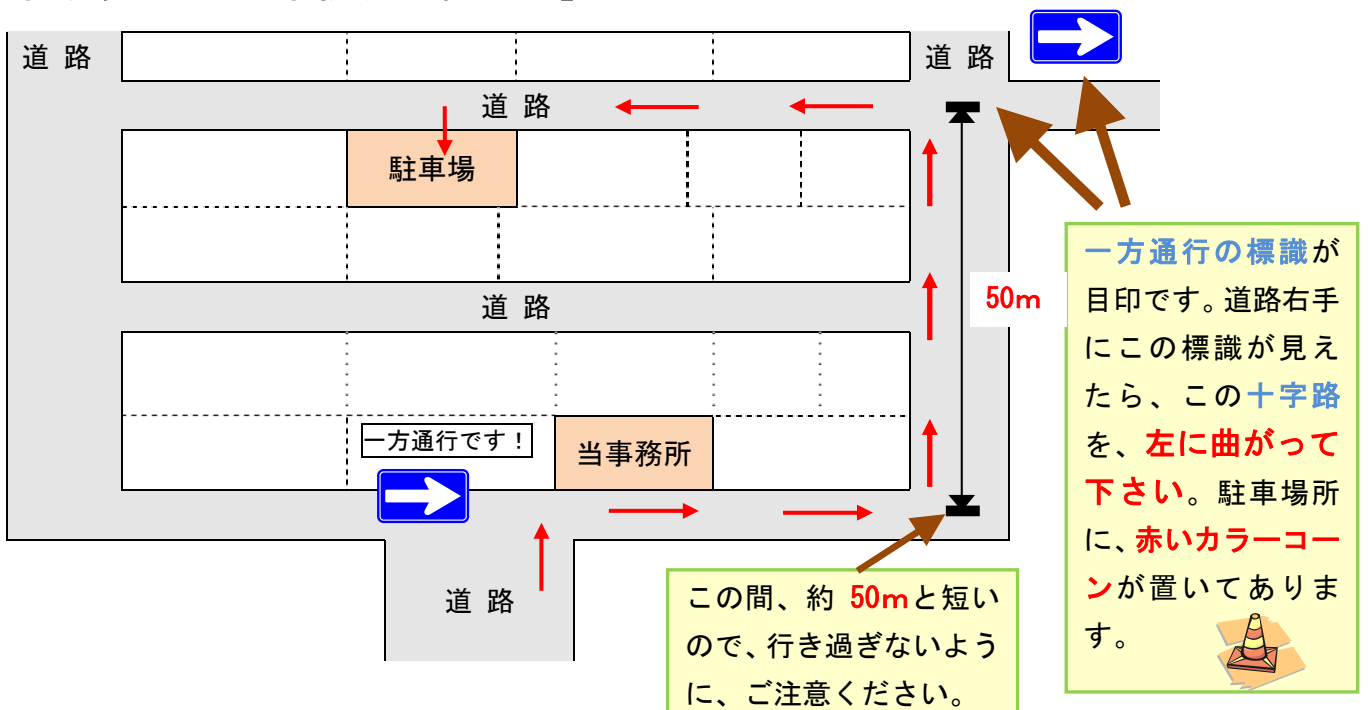 道 路
道 路
道 路
駐車場
50m
道 路
一方通行です！
当事務所
道 路
一方通行の標識が
目印です。道路右手
にこの標識が見え
たら、この十字路
を、左に曲がって
下さい。駐車場所
に、赤いカラーコー
ンが置いてありま
す。
この間、約 50mと短い
ので、行き過ぎないよう
に、ご注意ください。